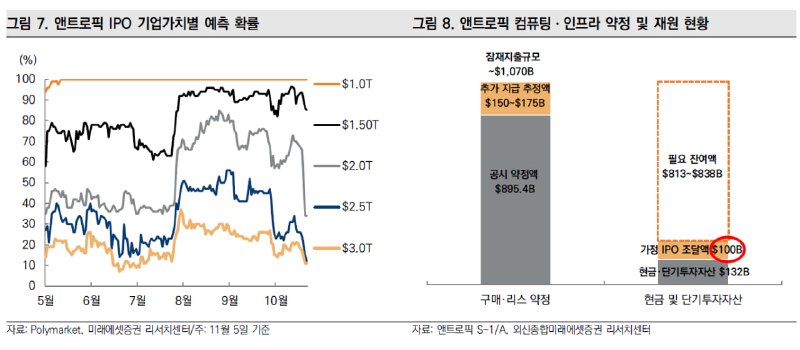 그림 7. 앤트로픽 IPO 기업가치별 예측 확률
(%)
100
90
80
70
60
50
40
30
20
10
0
5월
6월
7월
8월
9월
10월
$1.0T
$1.50T
$2.0T
$2.5T
$3.0T
자료: Polymarket, 미래에셋증권 리서치센터/주: 11월 5일 기준
그림 8. 앤트로픽 컴퓨팅·인프라 약정 및 재원 현황
잠재지출규모
~$1,070B
추가 지급 추정액
$150~$175B
공시 약정액
$895.4B
필요 잔여액
$813~$838B
가정 IPO 조달액 $100B
현금·단기투자자산 $132B
구매·리스 약정
현금 및 단기투자자산
자료: 앤트로픽 S-1/A, 외신종합미래에셋증권 리서치센터